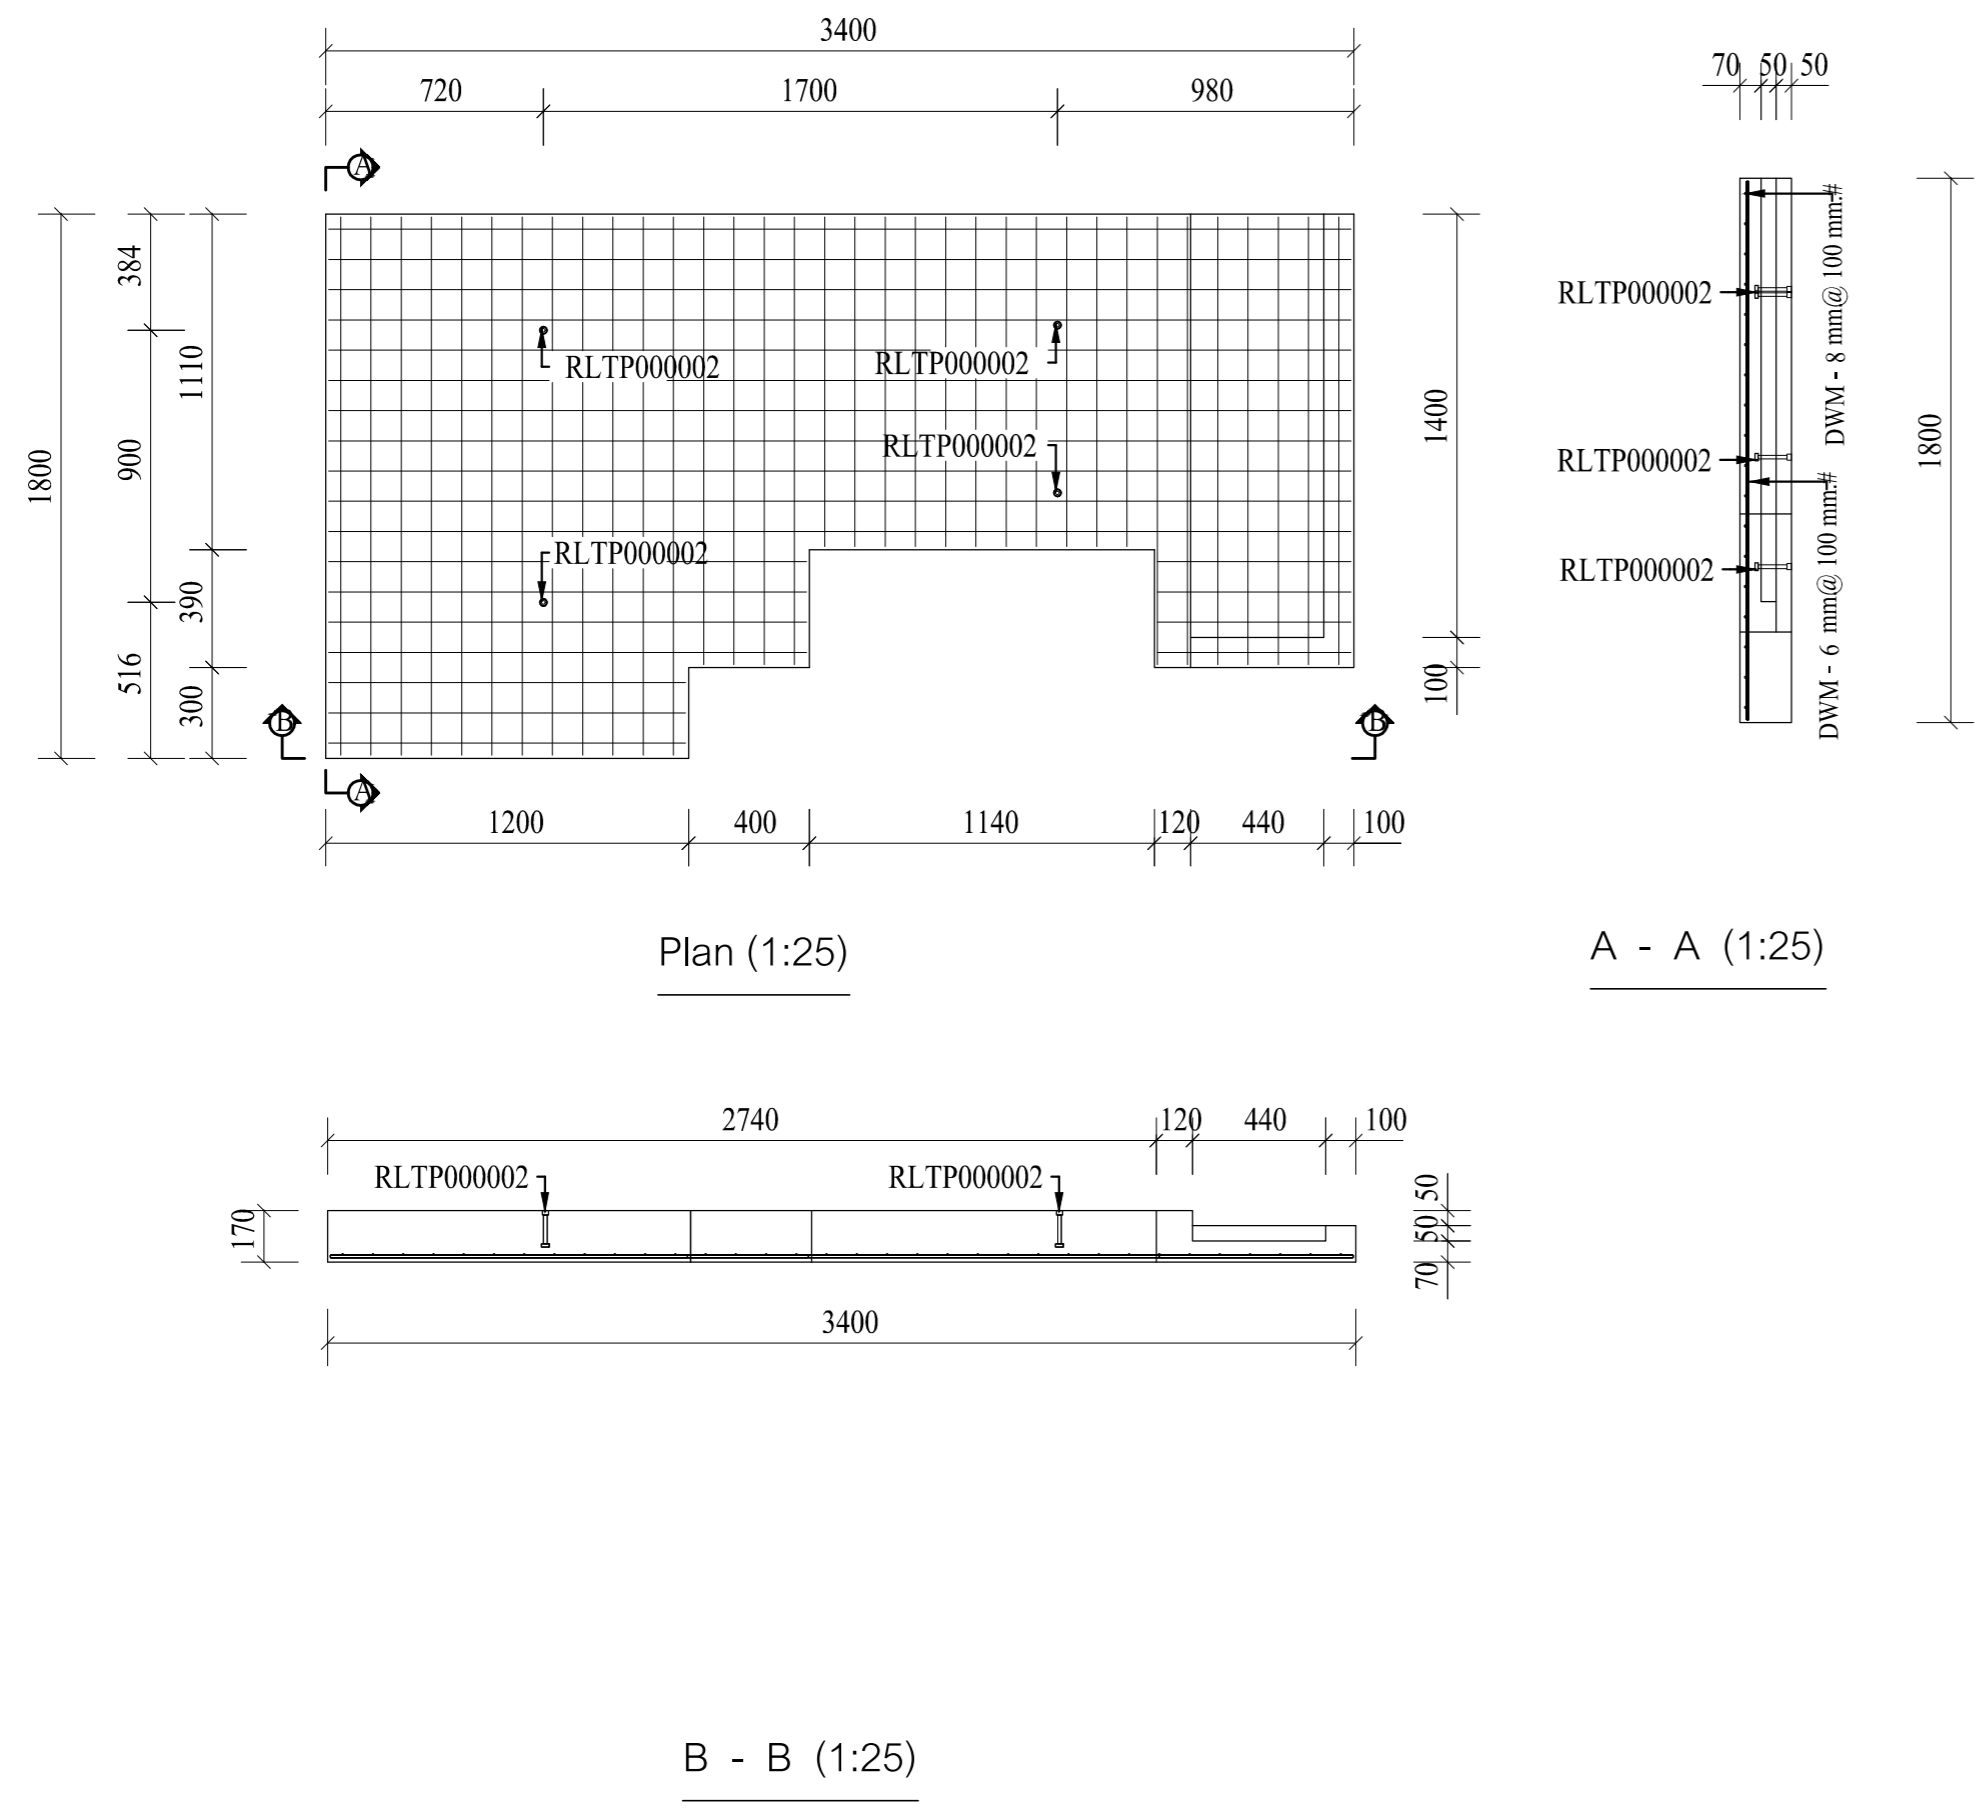 3400
720 1700 980
70 50 50
A
384
1110
1800
900
390
516
300
RLTP000002
RLTP000002
RLTP000002
RLTP000002
1400
100
B
B
A
1200 400 1140 120 440 100
RLTP000002
RLTP000002
RLTP000002
DWM - 8 mm@ 100 mm.#
DWM - 6 mm@ 100 mm.#
1800
Plan (1:25)
A - A (1:25)
2740 120 440 100
RLTP000002
RLTP000002
170
50
50
70
3400
B - B (1:25)